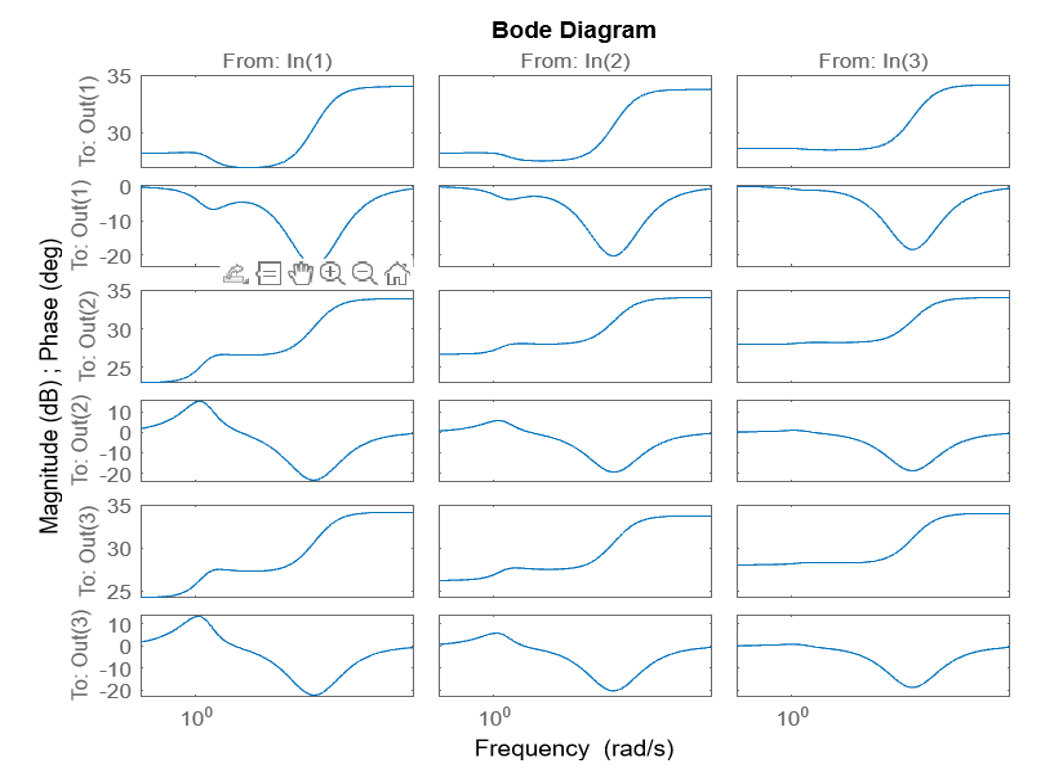 Bode Diagram
From: In(1) From: In(2) From: In(3)
To: Out(1)
35
30
To: Out(1)
0
-10
-20
To: Out(2)
35
30
25
To: Out(2)
10
0
-10
-20
To: Out(3)
35
30
25
To: Out(3)
10
0
-10
-20
Magnitude (dB) ; Phase (deg)
10⁰ 10⁰ 10⁰
Frequency (rad/s)